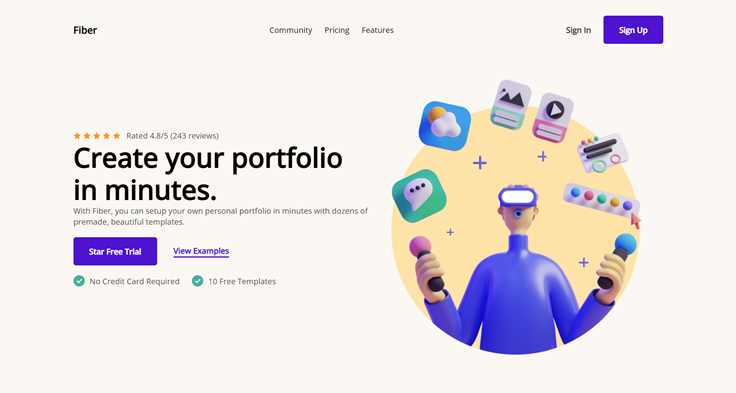 Fiber
Community Pricing Features
Sign In Sign Up
Rated 4.8/5 (243 reviews)
Create your portfolio
in minutes.
With Fiber, you can setup your own personal portfolio in minutes with dozens of
premade, beautiful templates.
Star Free Trial View Examples
No Credit Card Required 10 Free Templates